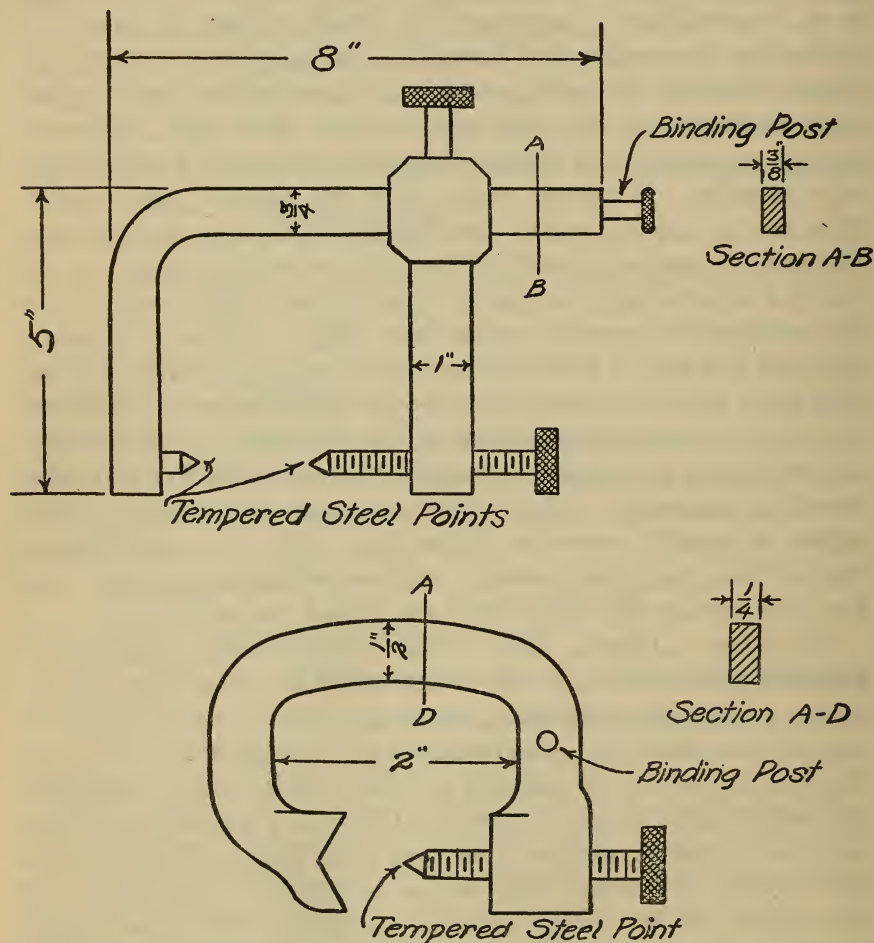 8"
A
Binding Post
3/8"
3/4
Section A-B
B
5"
1"
Tempered Steel Points
A
1/4
1/2"
D
Section A-D
2"
Binding Post
Tempered Steel Point